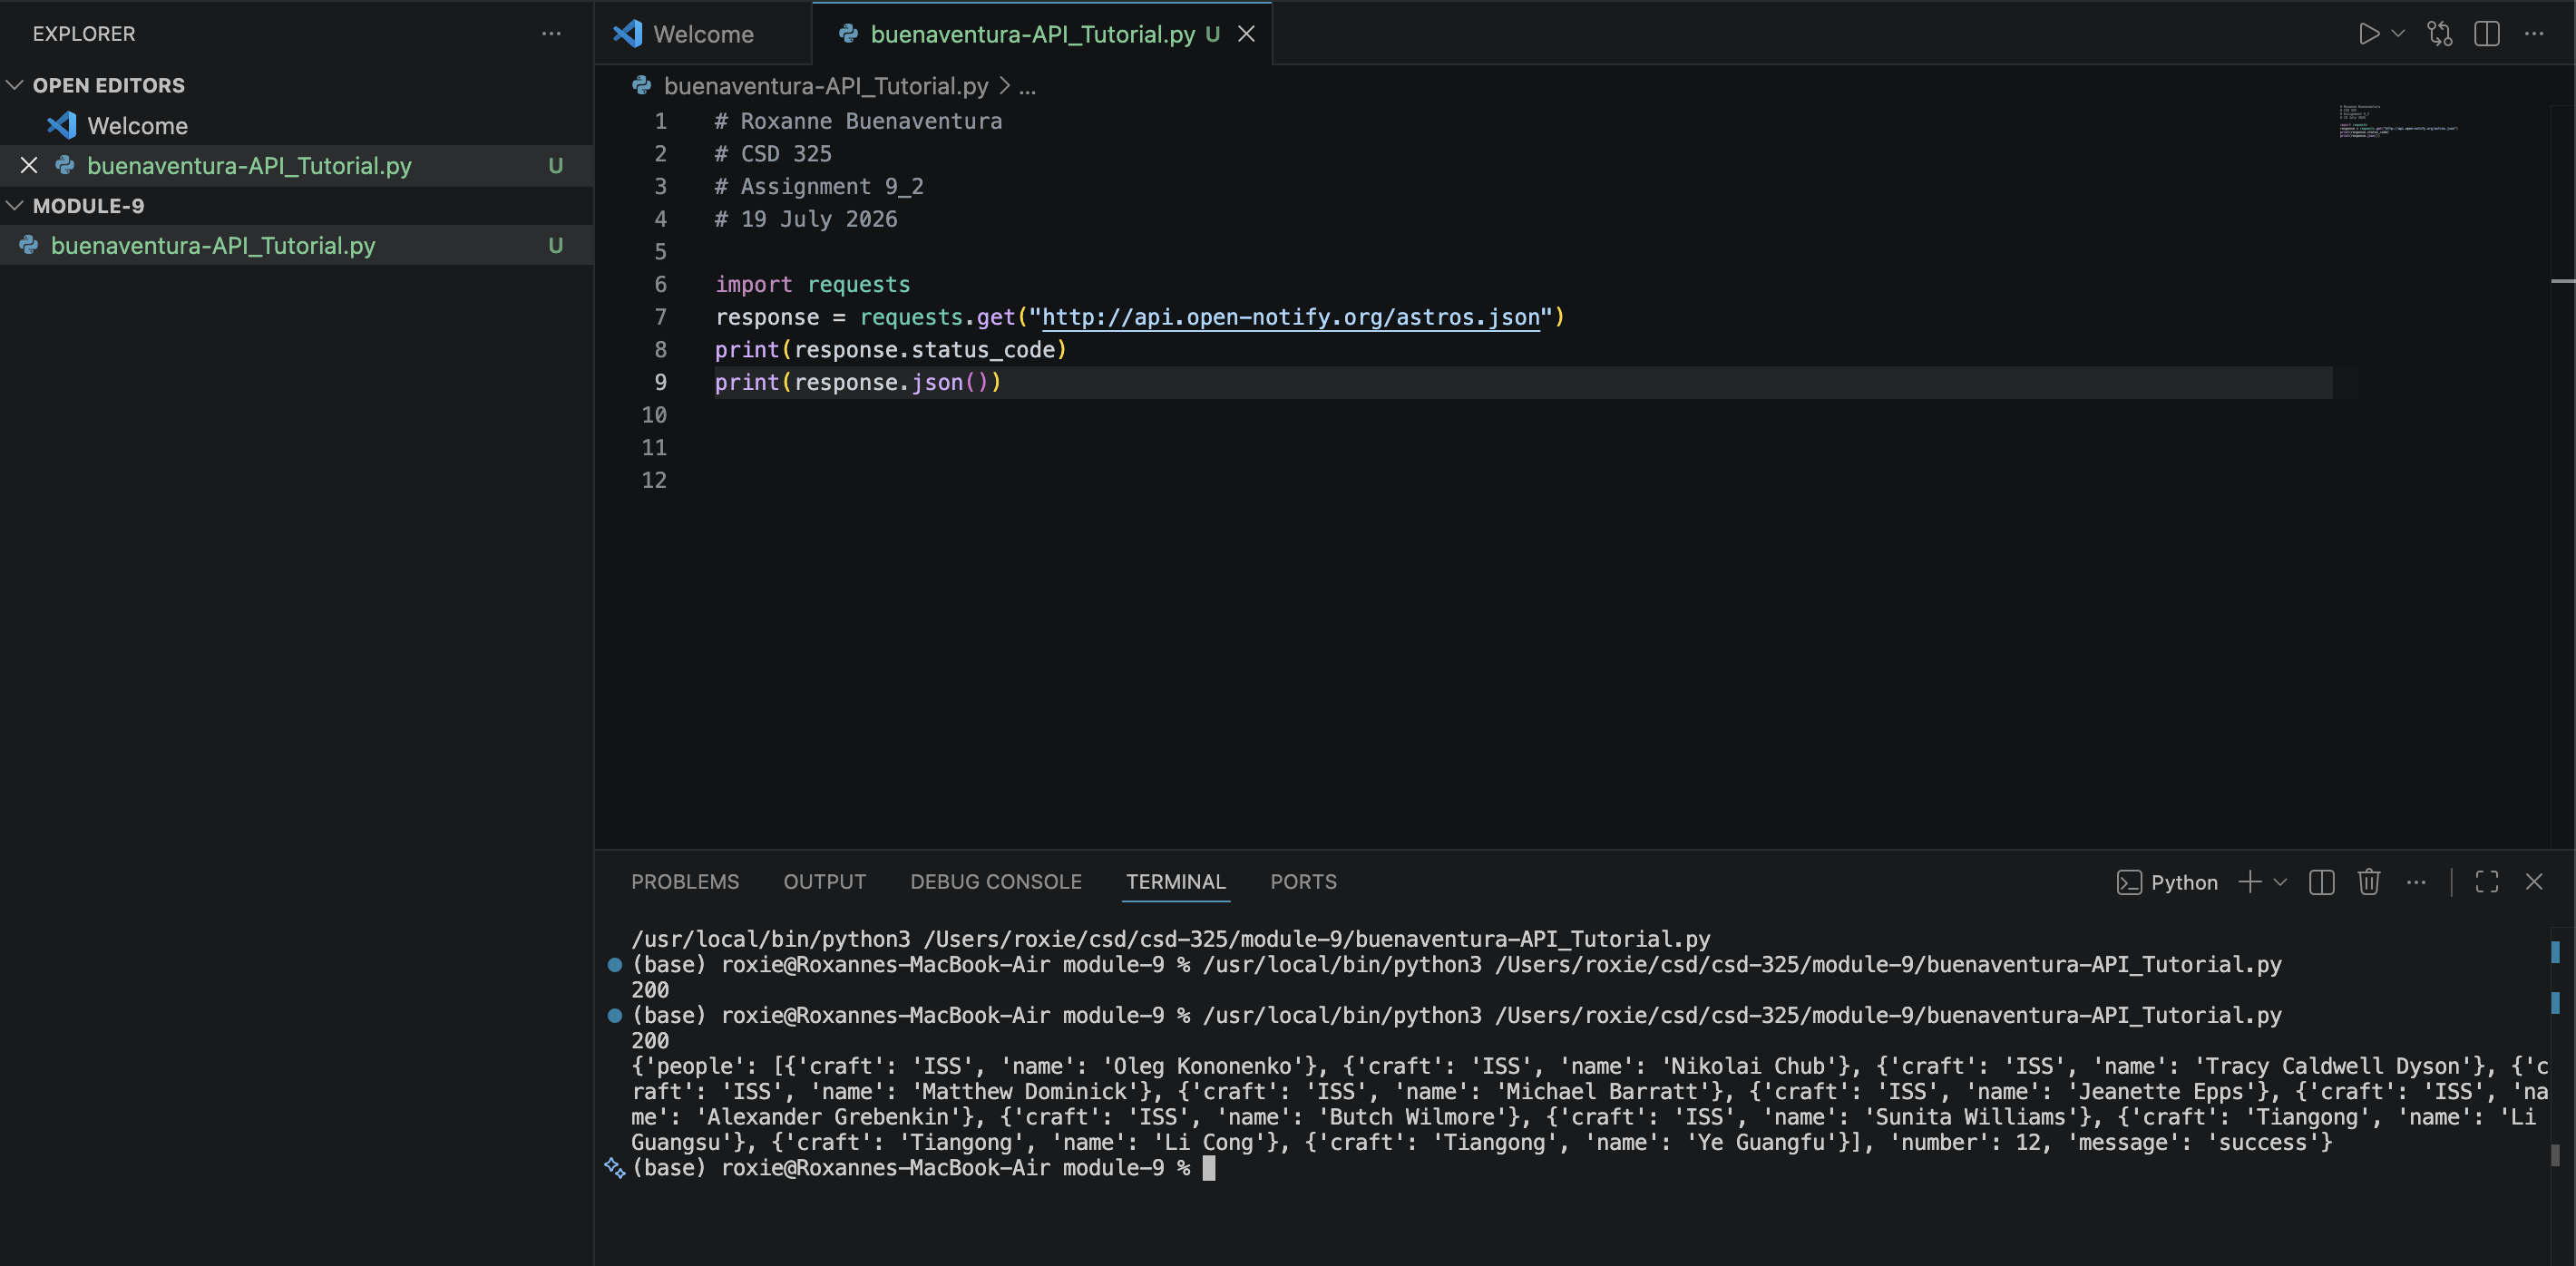 EXPLORER
OPEN EDITORS
Welcome
buenaventura-API_Tutorial.py U
MODULE-9
buenaventura-API_Tutorial.py U
Welcome
buenaventura-API_Tutorial.py U
buenaventura-API_Tutorial.py > ...
1 # Roxanne Buenaventura
2 # CSD 325
3 # Assignment 9_2
4 # 19 July 2026
5
6 import requests
7 response = requests.get("http://api.open-notify.org/astros.json")
8 print(response.status_code)
9 print(response.json())
10
11
12
PROBLEMS OUTPUT DEBUG CONSOLE TERMINAL PORTS
Python
/usr/local/bin/python3 /Users/roxie/csd/csd-325/module-9/buenaventura-API_Tutorial.py
(base) roxie@Roxannes-MacBook-Air module-9 % /usr/local/bin/python3 /Users/roxie/csd/csd-325/module-9/buenaventura-API_Tutorial.py
200
(base) roxie@Roxannes-MacBook-Air module-9 % /usr/local/bin/python3 /Users/roxie/csd/csd-325/module-9/buenaventura-API_Tutorial.py
200
{'people': [{'craft': 'ISS', 'name': 'Oleg Kononenko'}, {'craft': 'ISS', 'name': 'Nikolai Chub'}, {'craft': 'ISS', 'name': 'Tracy Caldwell Dyson'}, {'c
raft': 'ISS', 'name': 'Matthew Dominick'}, {'craft': 'ISS', 'name': 'Michael Barratt'}, {'craft': 'ISS', 'name': 'Jeanette Epps'}, {'craft': 'ISS', 'na
me': 'Alexander Grebenkin'}, {'craft': 'ISS', 'name': 'Butch Wilmore'}, {'craft': 'ISS', 'name': 'Sunita Williams'}, {'craft': 'Tiangong', 'name': 'Li
Guangsu'}, {'craft': 'Tiangong', 'name': 'Li Cong'}, {'craft': 'Tiangong', 'name': 'Ye Guangfu'}], 'number': 12, 'message': 'success'}
(base) roxie@Roxannes-MacBook-Air module-9 %